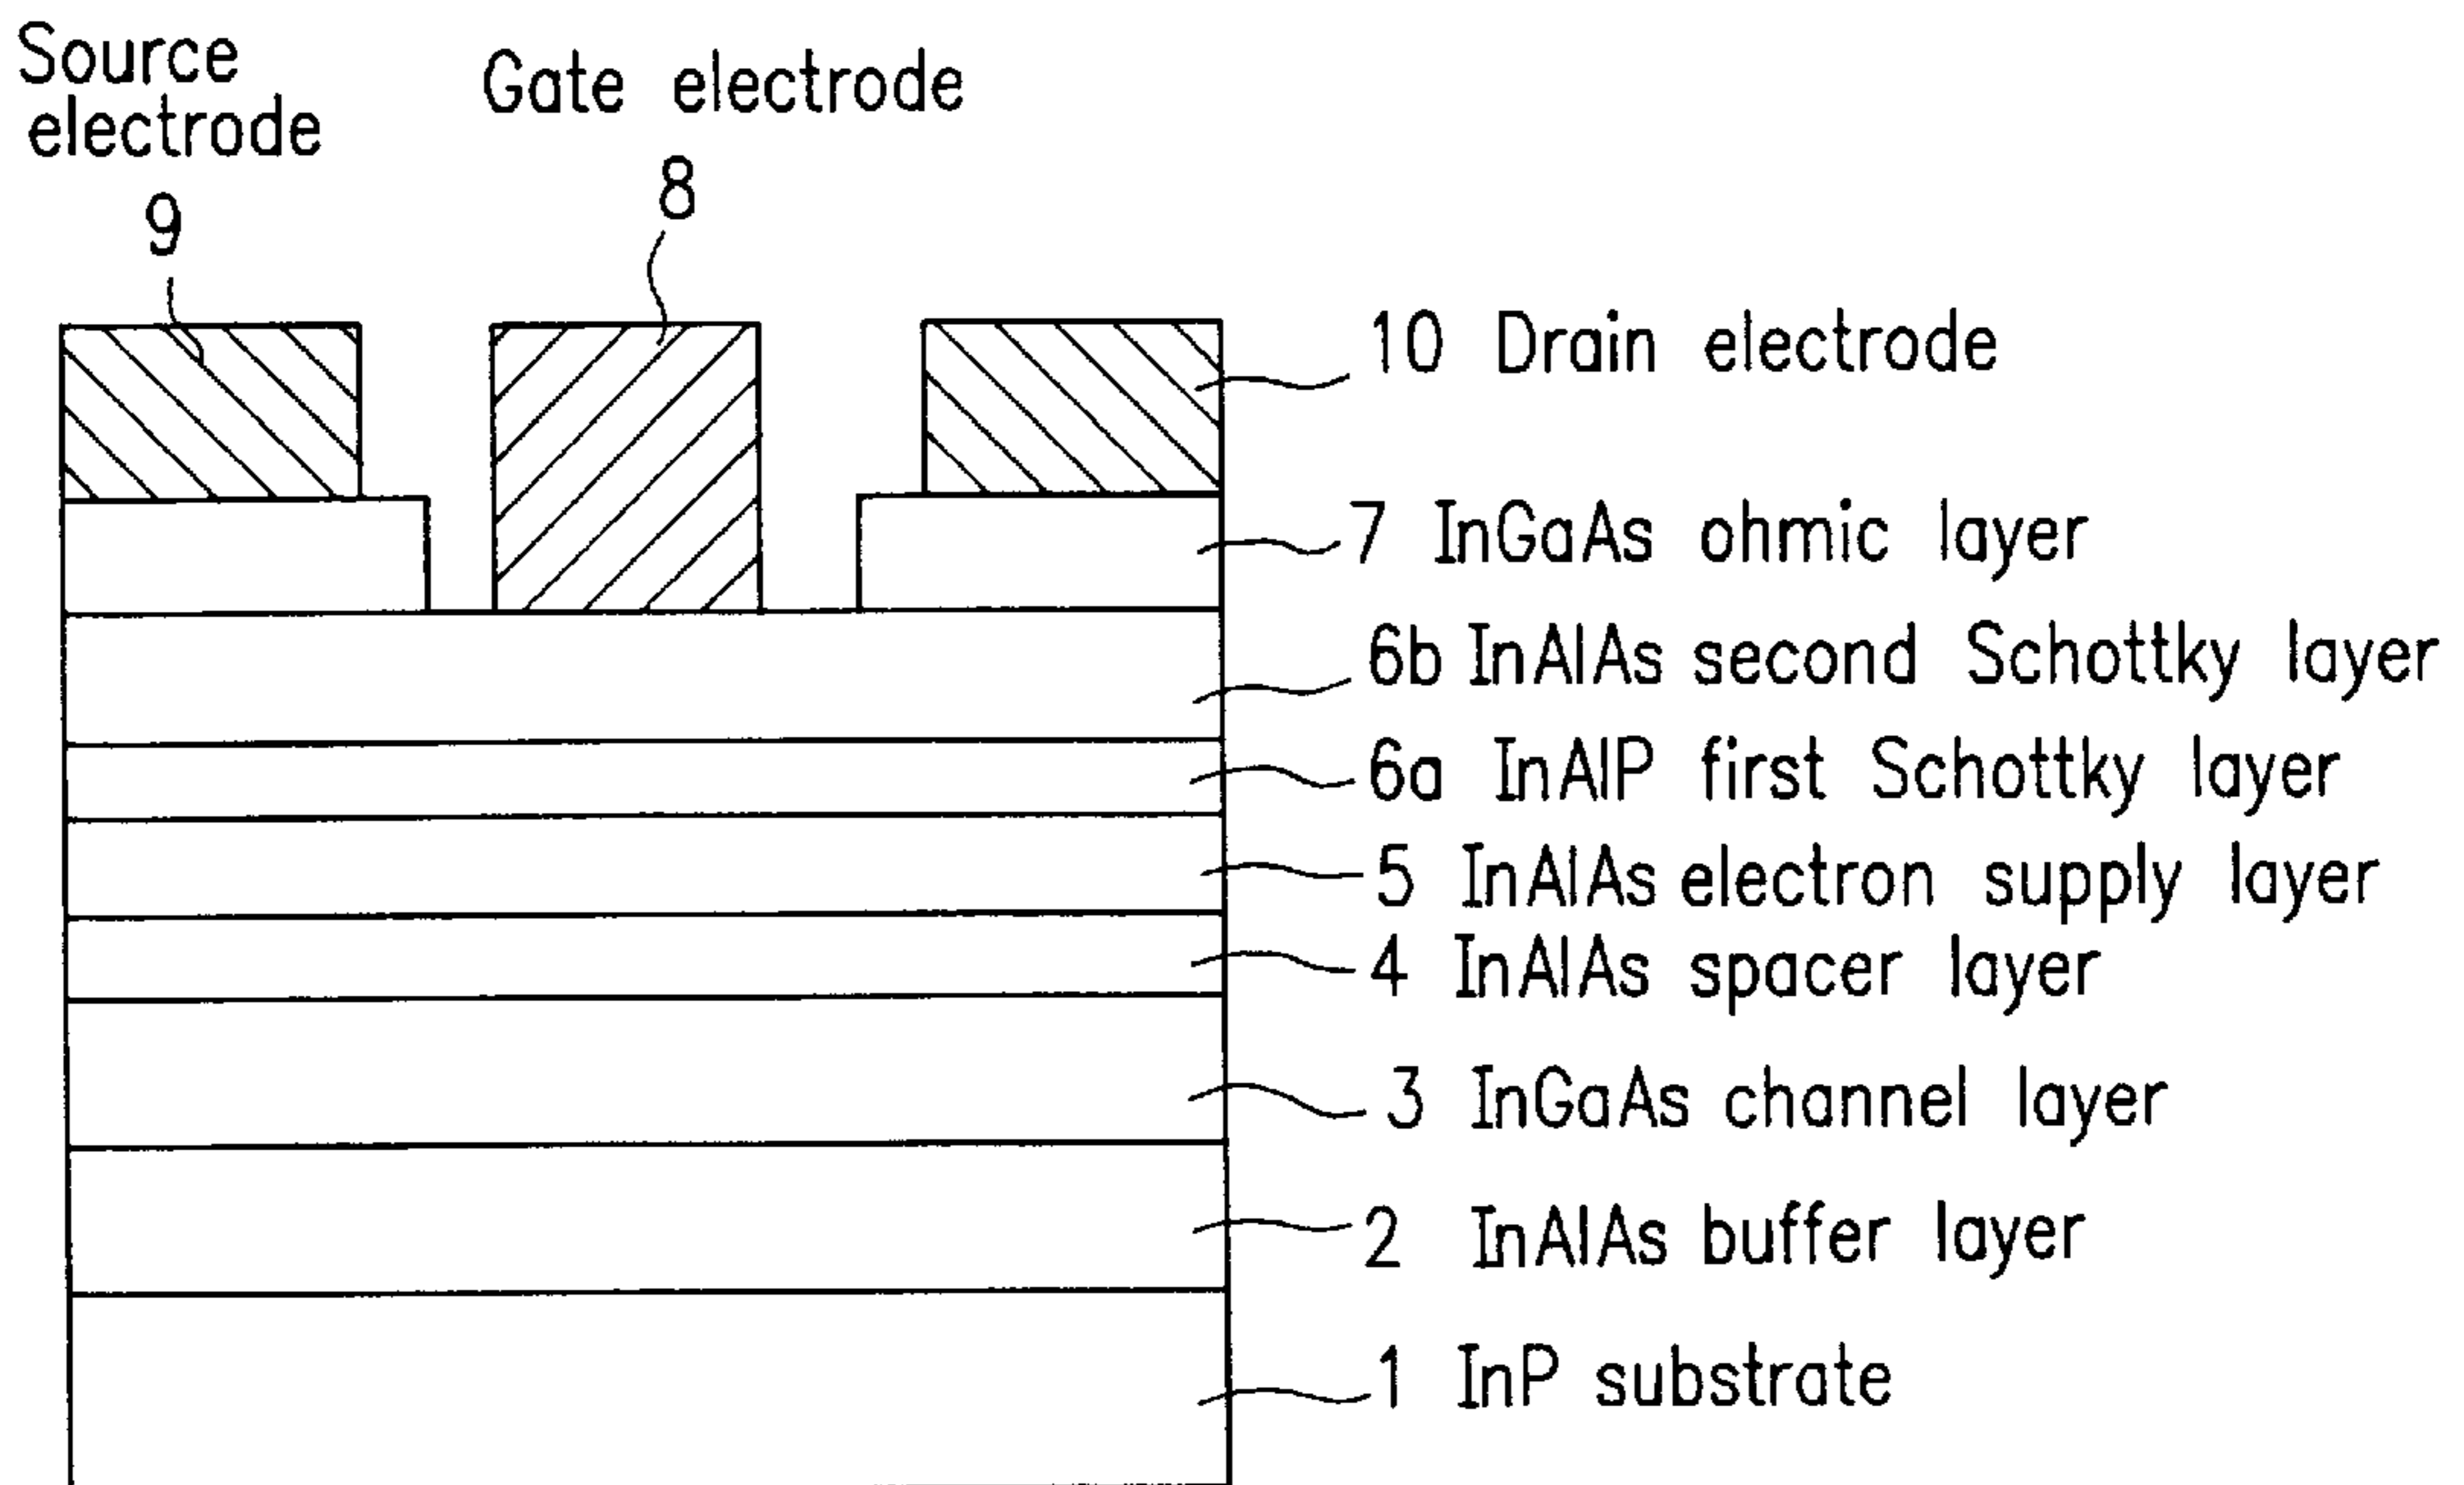 Source
electrode
9
Gate electrode
8
10 Drain electrode
7 InGaAs ohmic layer
6b InAlAs second Schottky layer
6a InAlP first Schottky layer
5 InAlAs electron supply layer
4 InAlAs spacer layer
3 InGaAs channel layer
2 InAlAs buffer layer
1 InP substrate